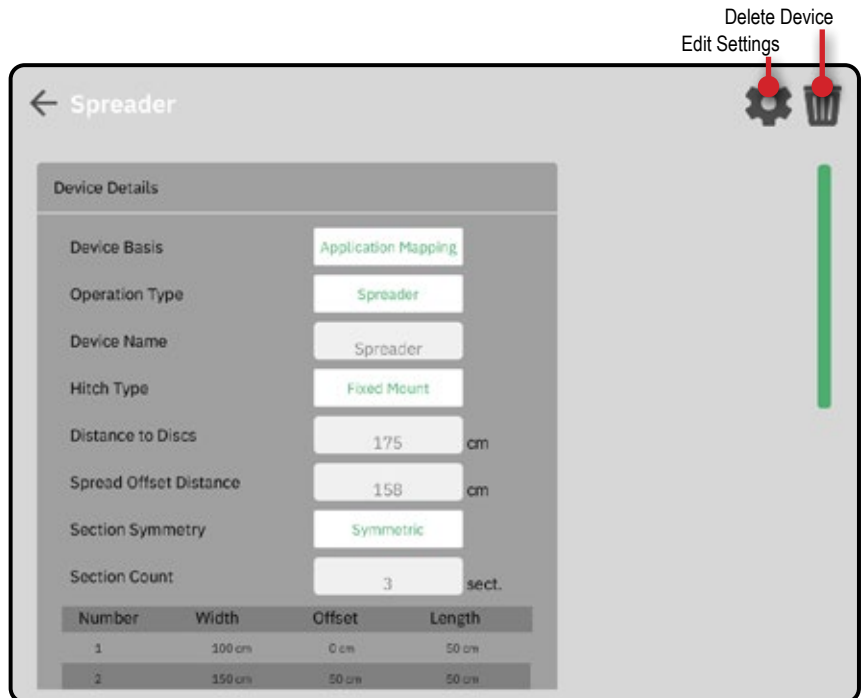 Delete Device
Edit Settings
Spreader
Device Details
Device Basis Application Mapping
Operation Type Spreader
Device Name Spreader
Hitch Type Fixed Mount
Distance to Discs 175 cm
Spread Offset Distance 158 cm
Section Symmetry Symmetric
Section Count 3 sect.
Number Width Offset Length
1 100 cm 0 cm 50 cm
2 150 cm 50 cm 50 cm